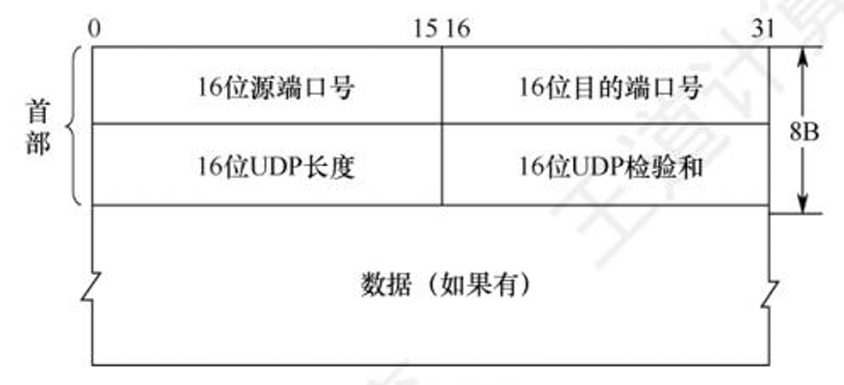 0 15 16 31
16位源端口号 16位目的端口号
首部
8B
16位UDP长度 16位UDP检验和
数据（如果有）
王道计算